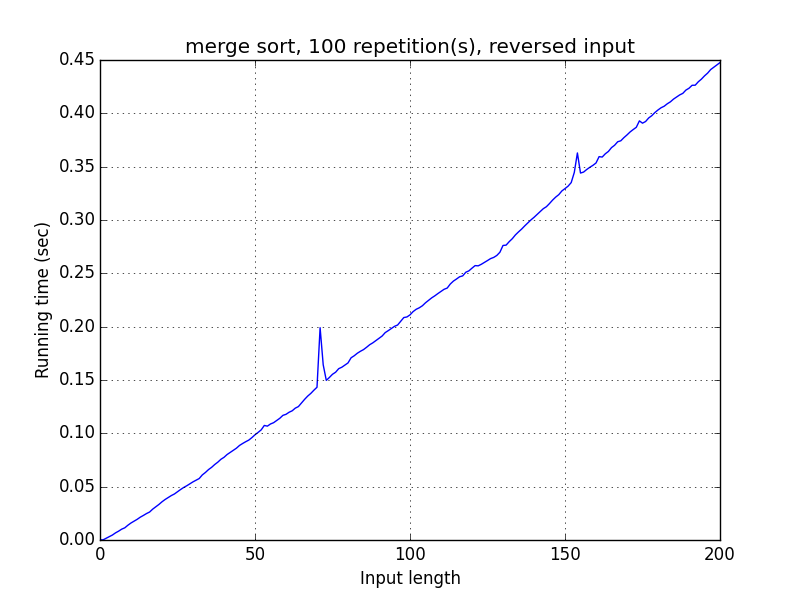 merge sort, 100 repetition(s), reversed input
0.45
0.40
0.35
0.30
0.25
0.20
0.15
0.10
0.05
0.00
Running time (sec)
0 50 100 150 200
Input length